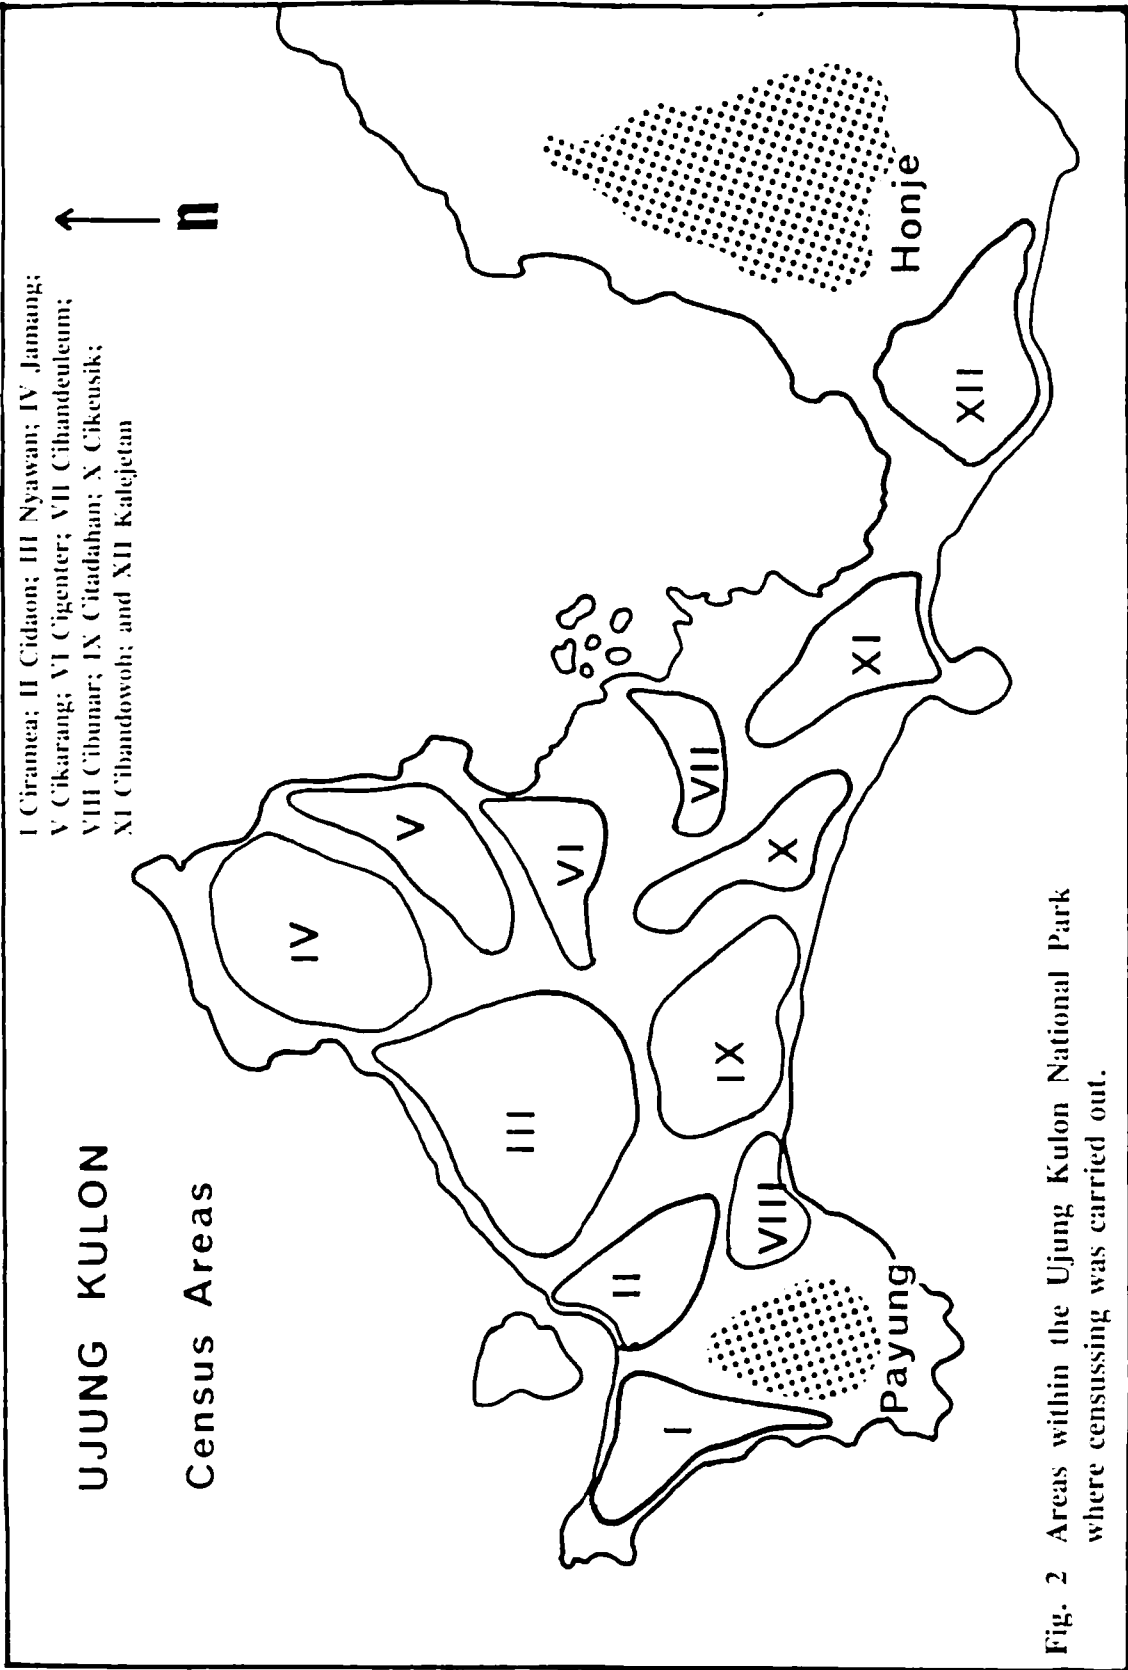 UJUNG KULON
Census Areas
I Ciramea; II Cidaon; III Nyawan; IV Jamang;
V Cikarang; VI Cigenter; VII Cihandeuleum;
VIII Cibunar; IX Citadahan; X Cikeusik;
XI Cibandowoh; and XII Kalejetan
n
I
II
III
IV
V
VI
VII
VIII
IX
X
XI
XII
Payung
Honje
Fig. 2 Areas within the Ujung Kulon National Park
where censussing was carried out.